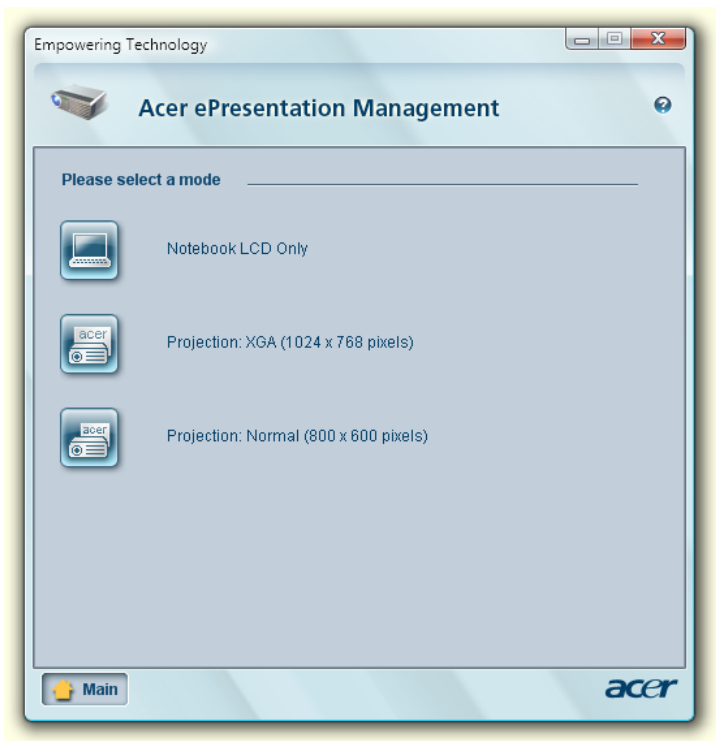 Empowering Technology
Acer ePresentation Management
Please select a mode
Notebook LCD Only
acer
Projection: XGA (1024 x 768 pixels)
acer
Projection: Normal (800 x 600 pixels)
Main
acer